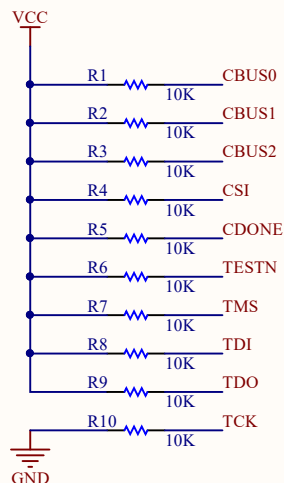 VCC
R1 CBUS0
10K
R2 CBUS1
10K
R3 CBUS2
10K
R4 CSI
10K
R5 CDONE
10K
R6 TESTN
10K
R7 TMS
10K
R8 TDI
10K
R9 TDO
10K
R10 TCK
10K
GND